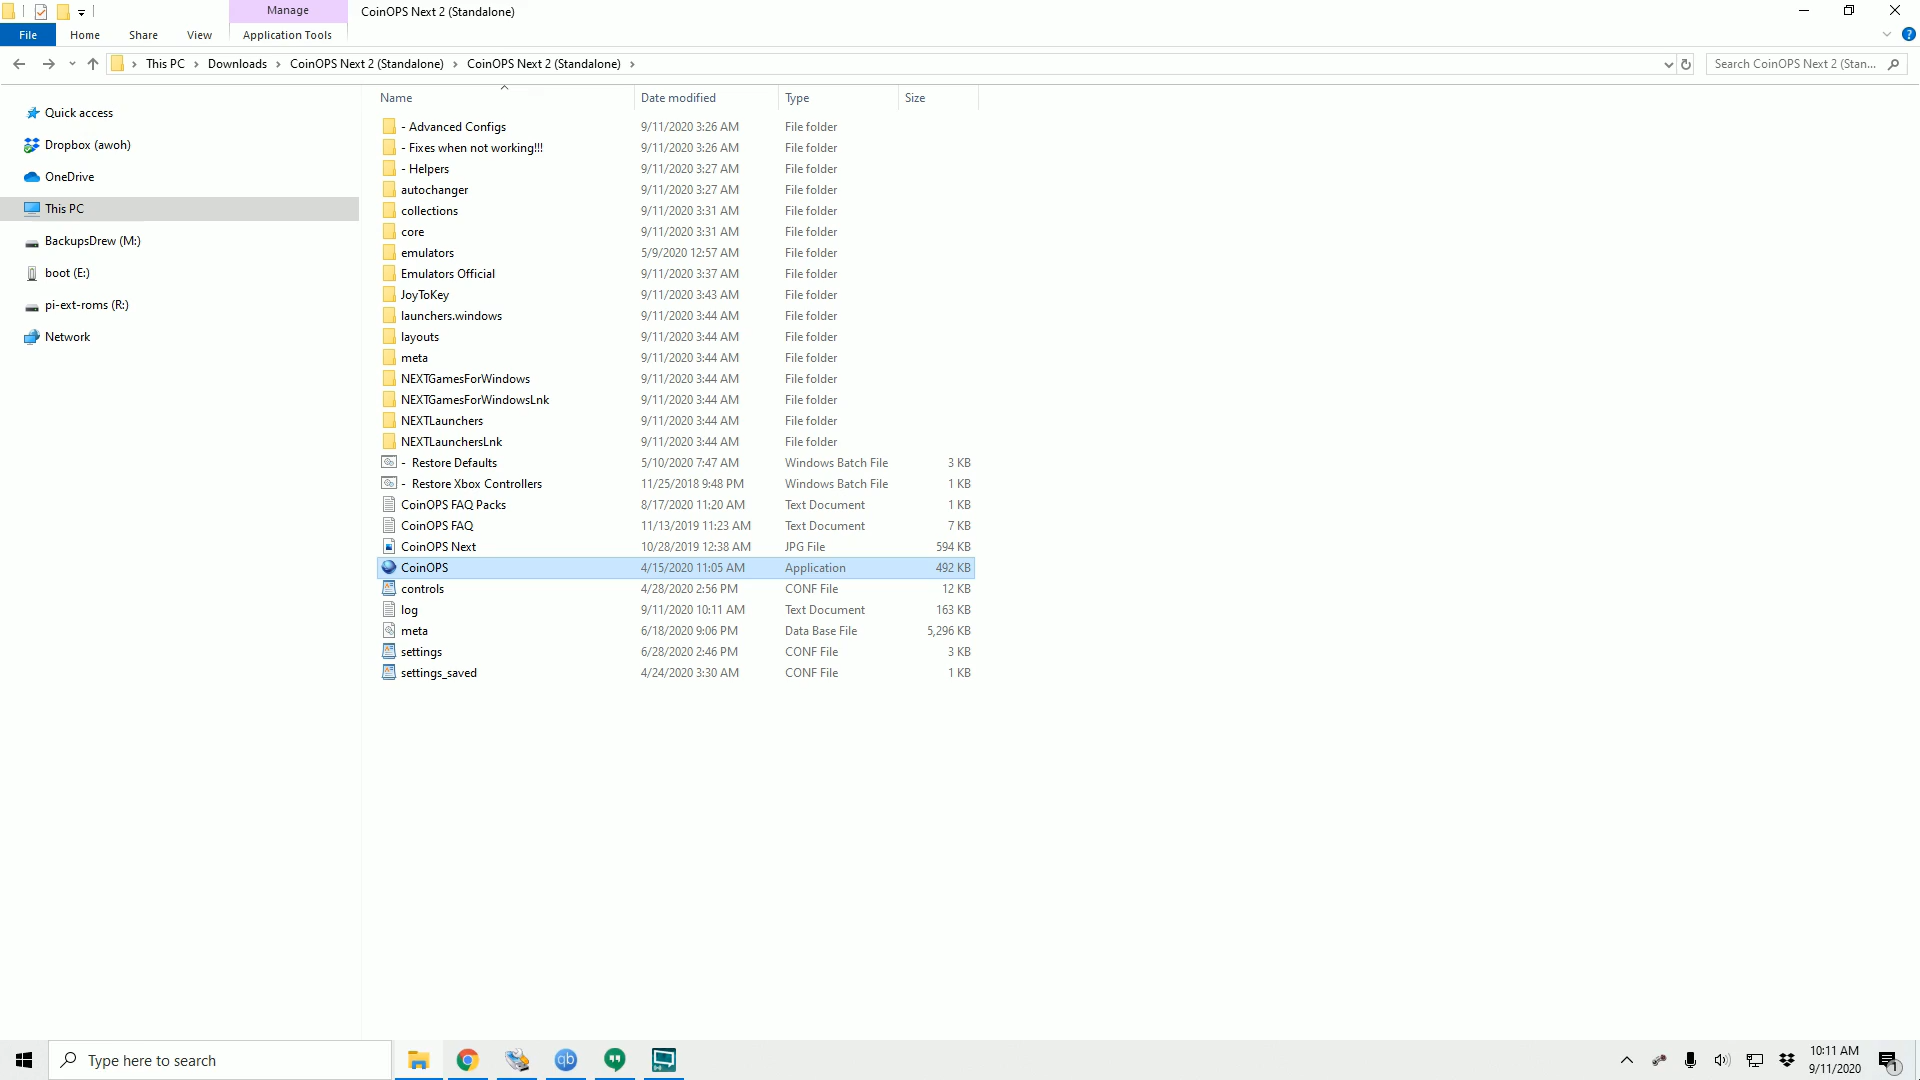 Manage
CoinOPS Next 2 (Standalone)
File
Home
Share
View
Application Tools
This PC
Downloads
CoinOPS Next 2 (Standalone)
CoinOPS Next 2 (Standalone)
Search CoinOPS Next 2 (Stan...
Name
Date modified
Type
Size
Quick access
Dropbox (awoh)
OneDrive
This PC
BackupsDrew (M:)
boot (E:)
pi-ext-roms (R:)
Network
- Advanced Configs 9/11/2020 3:26 AM File folder
- Fixes when not working!!! 9/11/2020 3:26 AM File folder
- Helpers 9/11/2020 3:27 AM File folder
autochanger 9/11/2020 3:27 AM File folder
collections 9/11/2020 3:31 AM File folder
core 9/11/2020 3:31 AM File folder
emulators 5/9/2020 12:57 AM File folder
Emulators Official 9/11/2020 3:37 AM File folder
JoyToKey 9/11/2020 3:43 AM File folder
launchers.windows 9/11/2020 3:44 AM File folder
layouts 9/11/2020 3:44 AM File folder
meta 9/11/2020 3:44 AM File folder
NEXTGamesForWindows 9/11/2020 3:44 AM File folder
NEXTGamesForWindowsLnk 9/11/2020 3:44 AM File folder
NEXTLaunchers 9/11/2020 3:44 AM File folder
NEXTLaunchersLnk 9/11/2020 3:44 AM File folder
- Restore Defaults 5/10/2020 7:47 AM Windows Batch File 3 KB
- Restore Xbox Controllers 11/25/2018 9:48 PM Windows Batch File 1 KB
CoinOPS FAQ Packs 8/17/2020 11:20 AM Text Document 1 KB
CoinOPS FAQ 11/13/2019 11:23 AM Text Document 7 KB
CoinOPS Next 10/28/2019 12:38 AM JPG File 594 KB
CoinOPS 4/15/2020 11:05 AM Application 492 KB
controls 4/28/2020 2:56 PM CONF File 12 KB
log 9/11/2020 10:11 AM Text Document 163 KB
meta 6/18/2020 9:06 PM Data Base File 5,296 KB
settings 6/28/2020 2:46 PM CONF File 3 KB
settings_saved 4/24/2020 3:30 AM CONF File 1 KB
Type here to search
qb
10:11 AM
9/11/2020
1